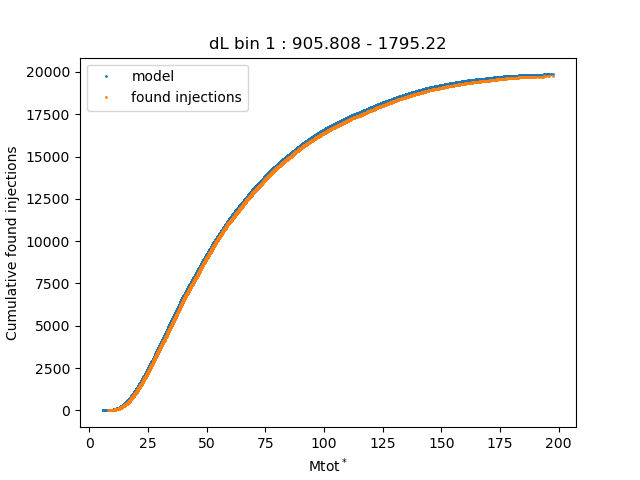 dL bin 1 : 905.808 - 1795.22
model
found injections
Cumulative found injections
20000
17500
15000
12500
10000
7500
5000
2500
0
0 25 50 75 100 125 150 175 200
Mtot*